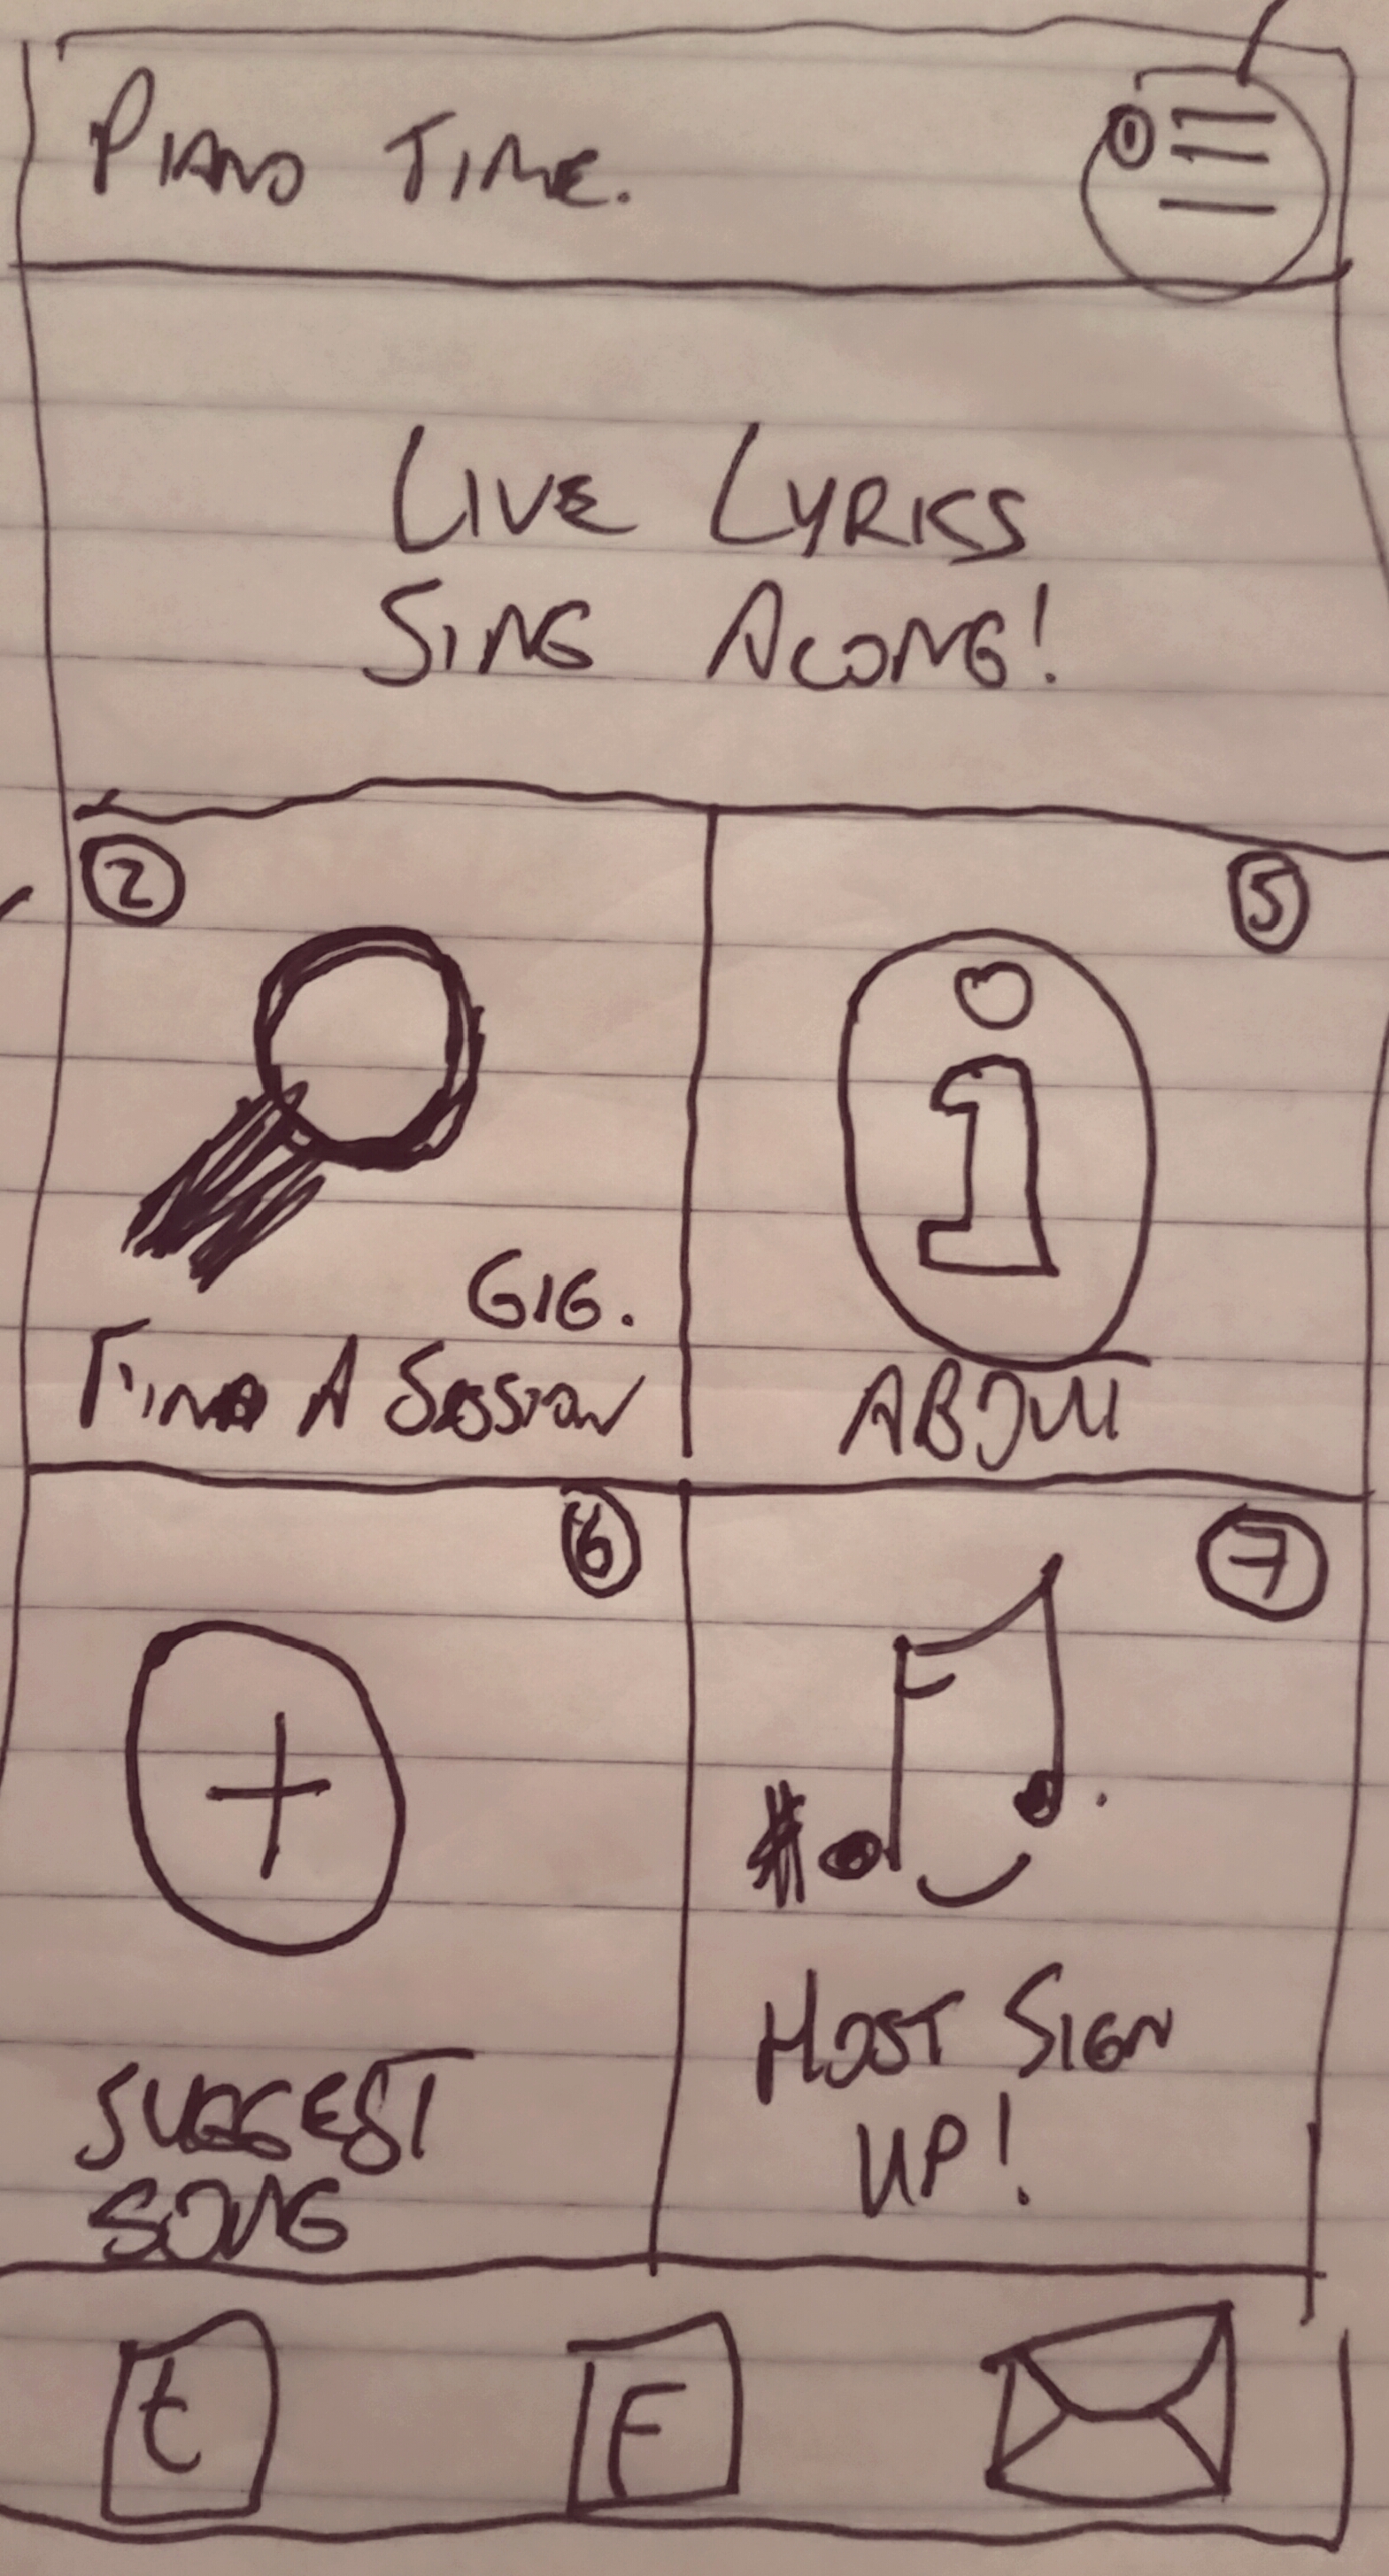 PIANO TIME.
1
LIVE LYRICS
SING ALONG!
2
5
i
GIG.
FIND A SESSION
ABOUT
6
7
SUGGEST
SONG
HOST SIGN
UP!
t
F